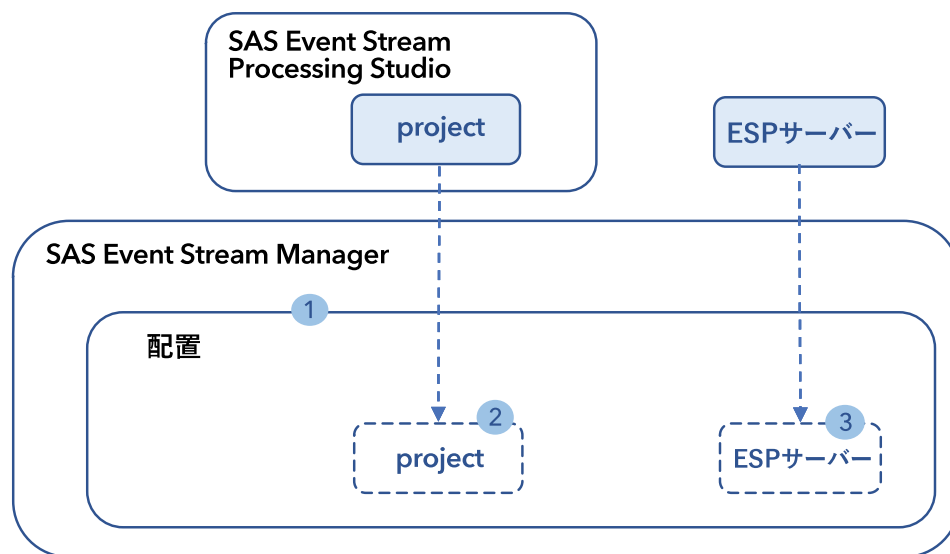 SAS Event Stream
Processing Studio
project
ESPサーバー
SAS Event Stream Manager
1
配置
2
project
3
ESPサーバー